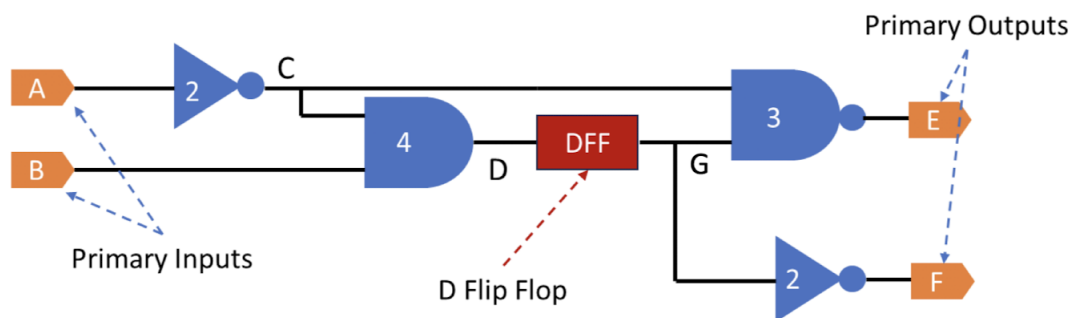 Primary Outputs
A
2
C
3
E
4
DFF
B
D
G
Primary Inputs
D Flip Flop
2
F